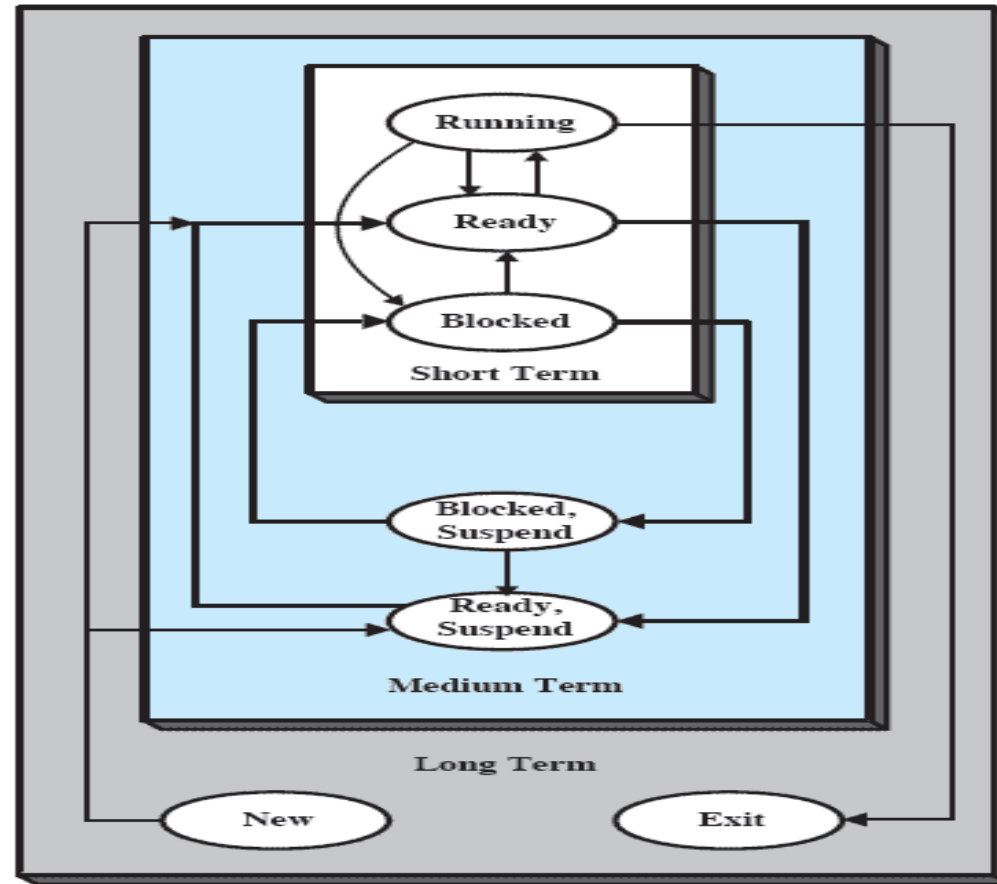 Running
Ready
Blocked
Short Term
Blocked,
Suspend
Ready,
Suspend
Medium Term
Long Term
New
Exit